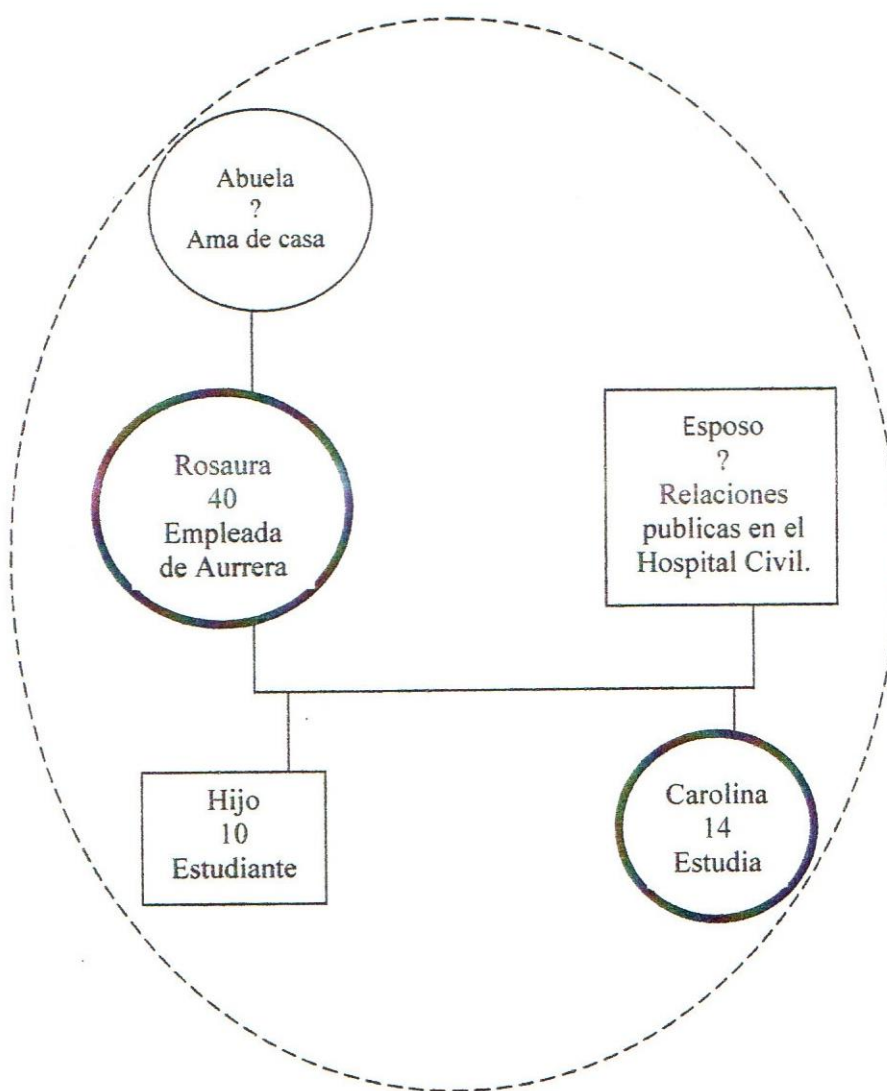 Abuela
?
Ama de casa
Rosaura
40
Empleada
de Aurrera
Esposo
?
Relaciones
publicas en el
Hospital Civil.
Hijo
10
Estudiante
Carolina
14
Estudia